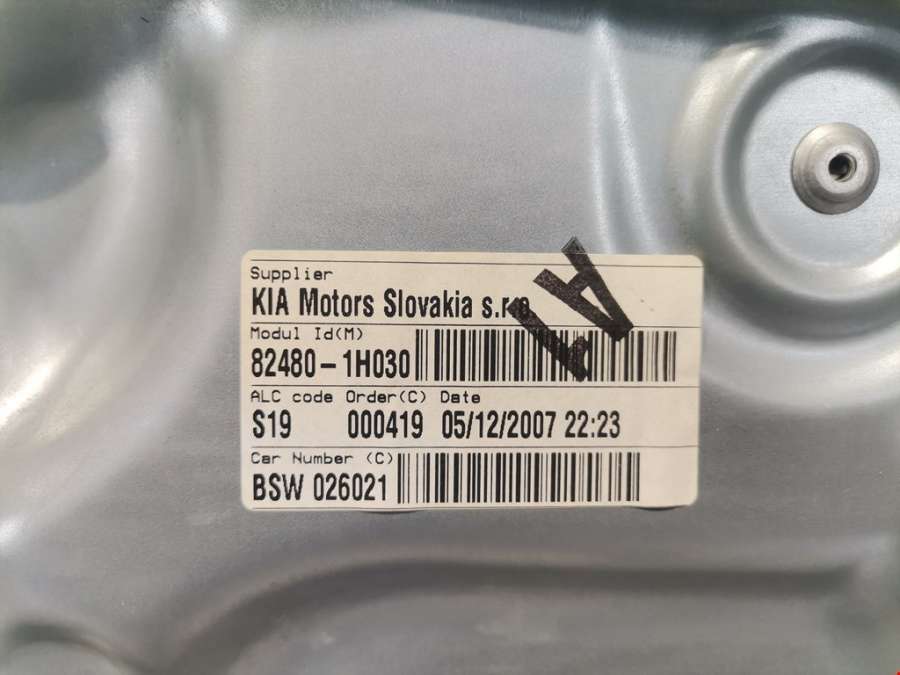 Supplier
KIA Motors Slovakia s.r.o.
Modul Id(M)
82480-1H030
ALC code Order(C) Date
S19 000419 05/12/2007 22:23
Car Number (C)
BSW 026021